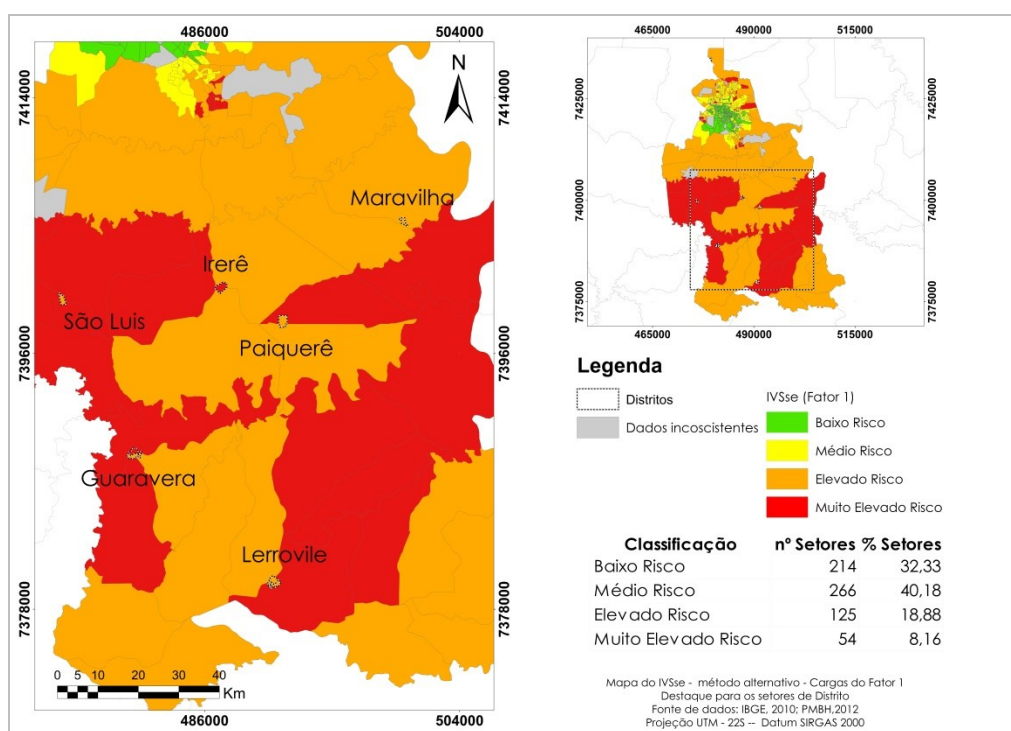 486000
504000
N
7414000
7414000
Maravilha
Irerê
São Luis
Paiquerê
7396000
7396000
Guaravera
Lerrovile
7378000
7378000
0 5 10 20 30 40
Km
486000
504000
465000 490000 515000
7425000
7425000
7400000
7400000
7375000
7375000
465000 490000 515000
Legenda
Distritos
Dados incoscistentes
IVSse (Fator 1)
Baixo Risco
Médio Risco
Elevado Risco
Muito Elevado Risco
Classificação nº Setores % Setores
Baixo Risco 214 32,33
Médio Risco 266 40,18
Elevado Risco 125 18,88
Muito Elevado Risco 54 8,16
Mapa do IVSse - método alternativo - Cargas do Fator 1
Destaque para os setores de Distrito
Fonte de dados: IBGE, 2010; PMBH,2012
Projeção UTM - 22S -- Datum SIRGAS 2000